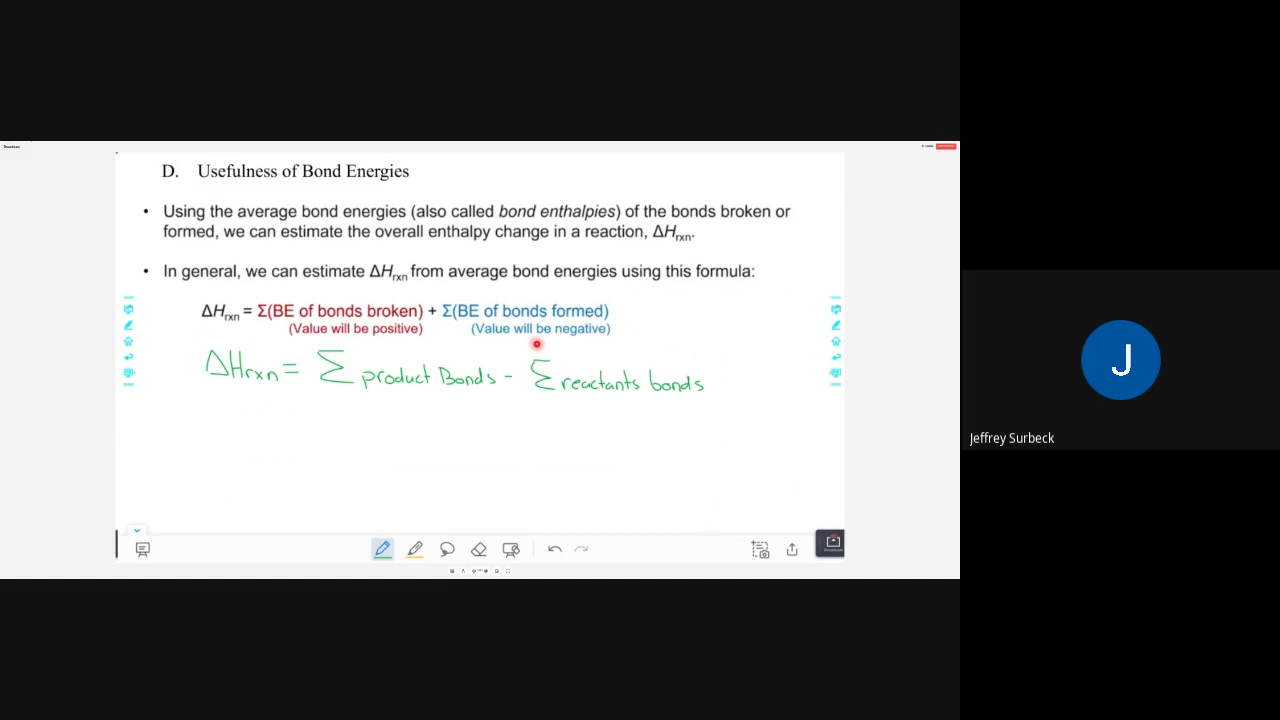 D. Usefulness of Bond Energies
• Using the average bond energies (also called bond enthalpies) of the bonds broken or
formed, we can estimate the overall enthalpy change in a reaction, ΔHrxn.
• In general, we can estimate ΔHrxn from average bond energies using this formula:
ΔHrxn = Σ(BE of bonds broken) + Σ(BE of bonds formed)
(Value will be positive) (Value will be negative)
ΔHrxn = Σ product Bonds - Σ reactants bonds
J
Jeffrey Surbeck